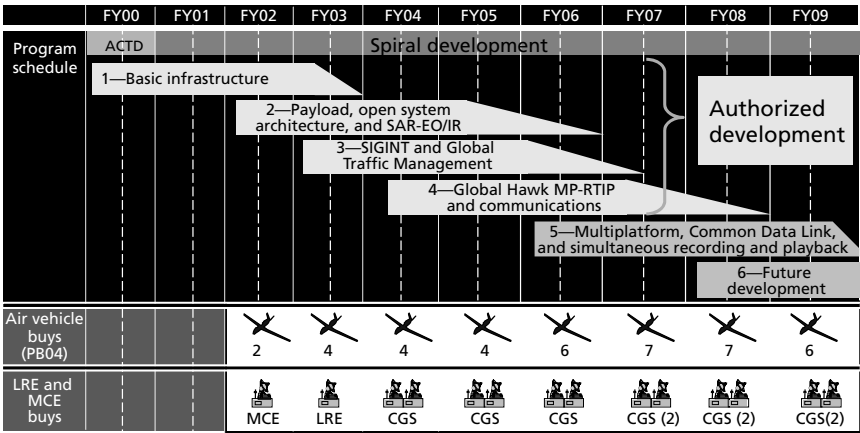 FY00 FY01 FY02 FY03 FY04 FY05 FY06 FY07 FY08 FY09
Program
schedule
ACTD
Spiral development
1—Basic infrastructure
2—Payload, open system
architecture, and SAR-EO/IR
3—SIGINT and Global
Traffic Management
4—Global Hawk MP-RTIP
and communications
Authorized
development
5—Multiplatform, Common Data Link,
and simultaneous recording and playback
6—Future
development
Air vehicle
buys
(PB04)
2 4 4 4 6 7 7 6
LRE and
MCE
buys
MCE LRE CGS CGS CGS CGS (2) CGS (2) CGS(2)